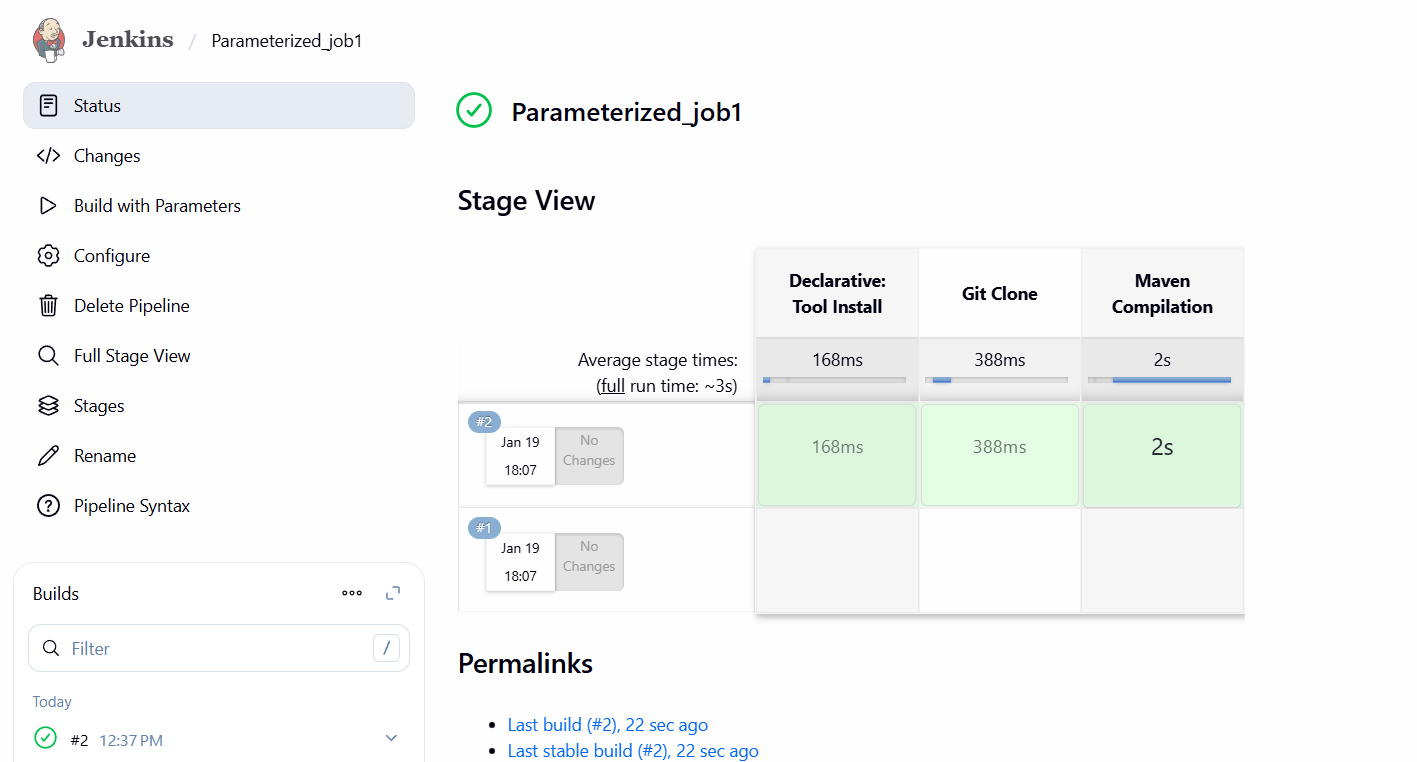 Jenkins / Parameterized_job1
Status
Changes
Build with Parameters
Configure
Delete Pipeline
Full Stage View
Stages
Rename
Pipeline Syntax
Builds
Filter /
Today
#2 12:37 PM
Parameterized_job1
Stage View
Declarative:
Tool Install
Git Clone
Maven
Compilation
Average stage times:
(full run time: ~3s)
168ms
388ms
2s
#2
Jan 19
18:07
No
Changes
168ms
388ms
2s
#1
Jan 19
18:07
No
Changes
Permalinks
Last build (#2), 22 sec ago
Last stable build (#2), 22 sec ago